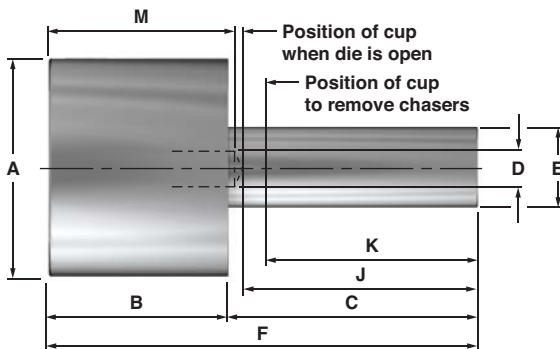 M
Position of cup
when die is open
Position of cup
to remove chasers
A
D
E
K
J
B
C
F